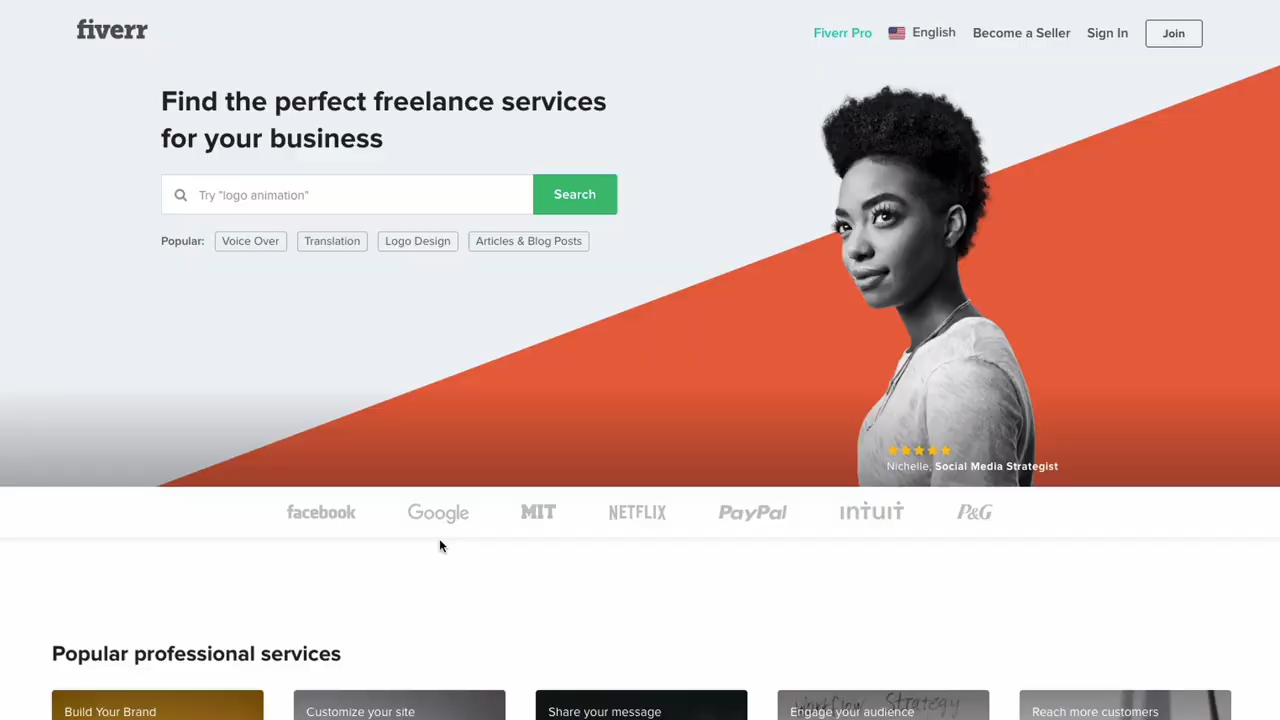 fiverr
Fiverr Pro English Become a Seller Sign In Join
Find the perfect freelance services
for your business
Try "logo animation" Search
Popular: Voice Over Translation Logo Design Articles & Blog Posts
Nichelle, Social Media Strategist
facebook Google MIT NETFLIX PayPal intuit P&G
Popular professional services
Build Your Brand Customize your site Share your message Engage your audience Reach more customers
Workflow Strategy